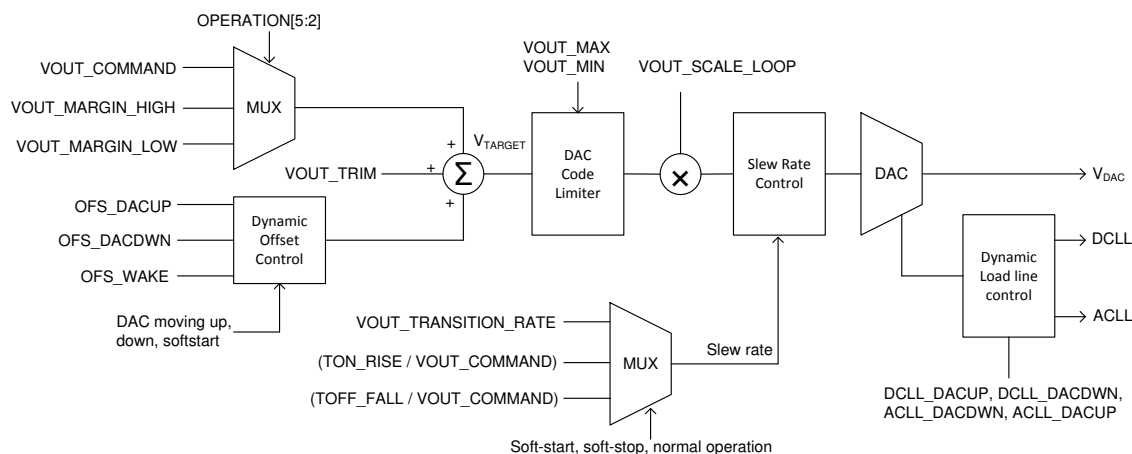 OPERATION[5:2]
VOUT_COMMAND
VOUT_MARGIN_HIGH
VOUT_MARGIN_LOW
MUX
VOUT_TRIM
+
+
+
Σ
V_TARGET
OFS_DACUP
OFS_DACDWN
OFS_WAKE
Dynamic
Offset
Control
DAC moving up,
down, softstart
VOUT_MAX
VOUT_MIN
DAC
Code
Limiter
VOUT_SCALE_LOOP
×
Slew Rate
Control
DAC
V_DAC
Dynamic
Load line
control
DCLL
ACLL
DCLL_DACUP, DCLL_DACDWN,
ACLL_DACDWN, ACLL_DACUP
VOUT_TRANSITION_RATE
(TON_RISE / VOUT_COMMAND)
(TOFF_FALL / VOUT_COMMAND)
MUX
Slew rate
Soft-start, soft-stop, normal operation